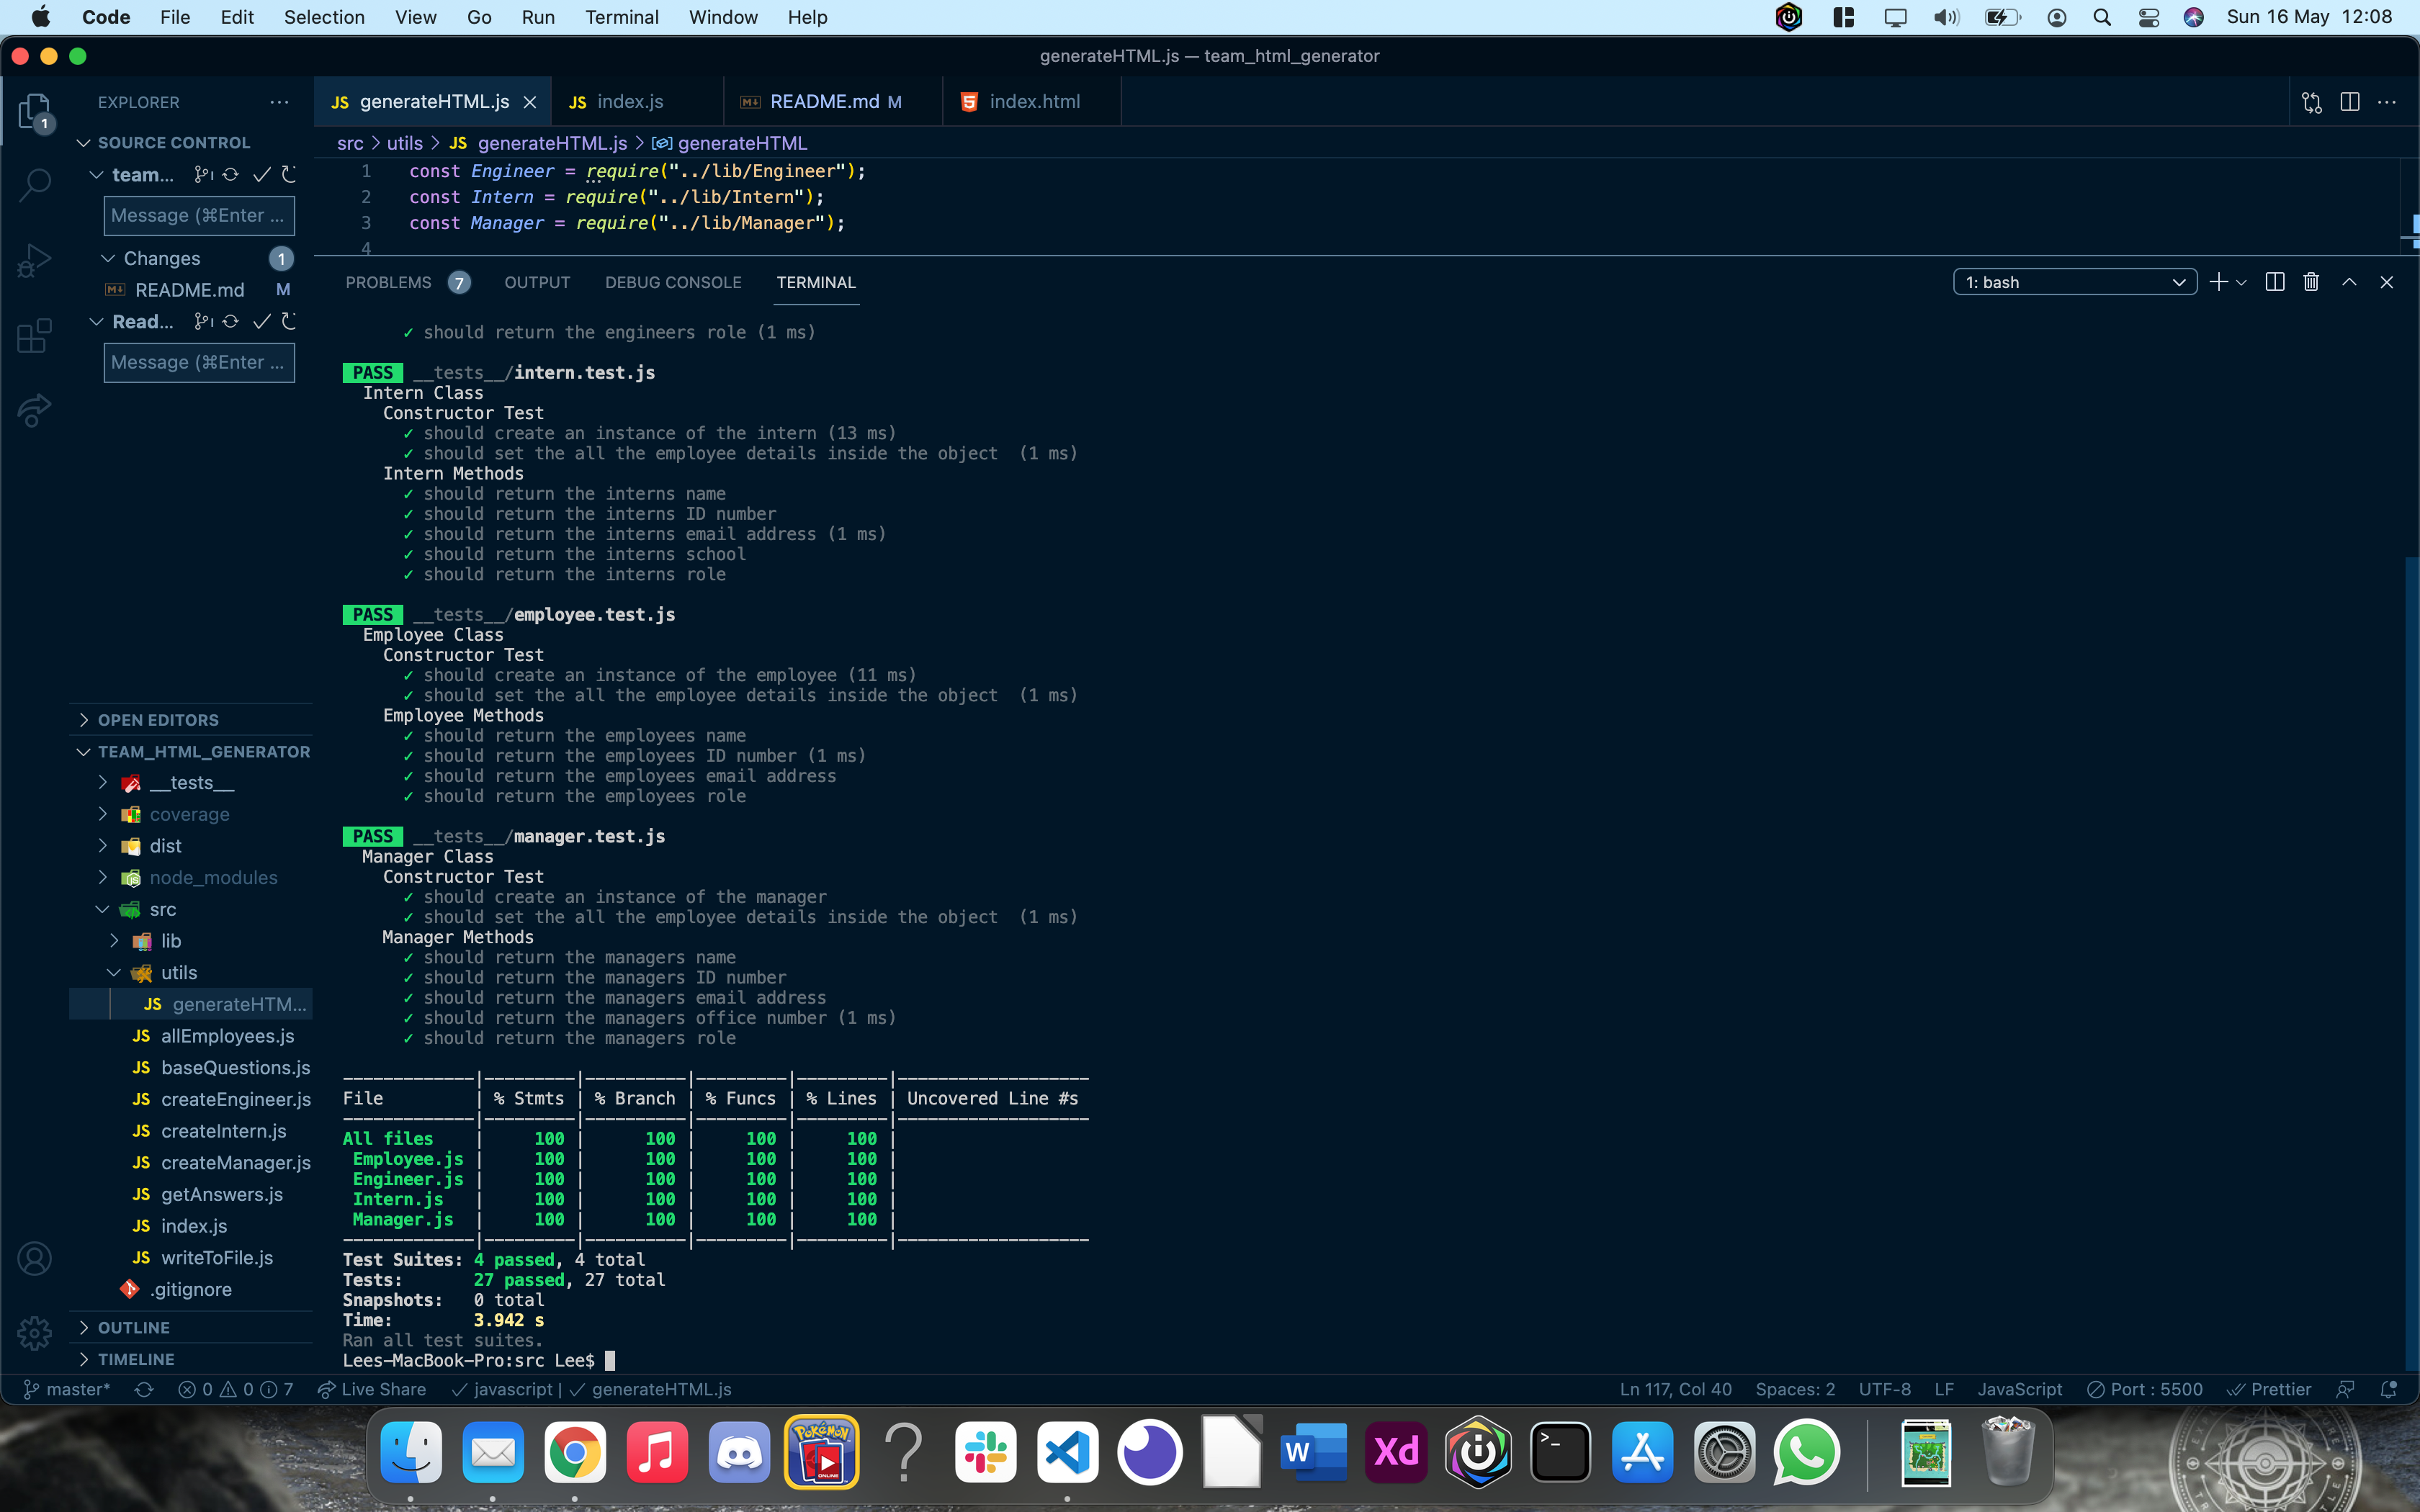 Code File Edit Selection View Go Run Terminal Window Help Sun 16 May 12:08
generateHTML.js — team_html_generator
EXPLORER
1
SOURCE CONTROL
team...
Message (⌘Enter ...
Changes 1
README.md M
Read...
Message (⌘Enter ...
OPEN EDITORS
TEAM_HTML_GENERATOR
__tests__
coverage
dist
node_modules
src
lib
utils
JS generateHTM...
JS allEmployees.js
JS baseQuestions.js
JS createEngineer.js
JS createIntern.js
JS createManager.js
JS getAnswers.js
JS index.js
JS writeToFile.js
.gitignore
OUTLINE
TIMELINE
JS generateHTML.js JS index.js README.md M index.html
src > utils > JS generateHTML.js > generateHTML
1 const Engineer = require("../lib/Engineer");
2 const Intern = require("../lib/Intern");
3 const Manager = require("../lib/Manager");
4
PROBLEMS 7 OUTPUT DEBUG CONSOLE TERMINAL 1: bash
✓ should return the engineers role (1 ms)
PASS __tests__/intern.test.js
Intern Class
Constructor Test
✓ should create an instance of the intern (13 ms)
✓ should set the all the employee details inside the object (1 ms)
Intern Methods
✓ should return the interns name
✓ should return the interns ID number
✓ should return the interns email address (1 ms)
✓ should return the interns school
✓ should return the interns role
PASS __tests__/employee.test.js
Employee Class
Constructor Test
✓ should create an instance of the employee (11 ms)
✓ should set the all the employee details inside the object (1 ms)
Employee Methods
✓ should return the employees name
✓ should return the employees ID number (1 ms)
✓ should return the employees email address
✓ should return the employees role
PASS __tests__/manager.test.js
Manager Class
Constructor Test
✓ should create an instance of the manager
✓ should set the all the employee details inside the object (1 ms)
Manager Methods
✓ should return the managers name
✓ should return the managers ID number
✓ should return the managers email address
✓ should return the managers office number (1 ms)
✓ should return the managers role
File | % Stmts | % Branch | % Funcs | % Lines | Uncovered Line #s
All files | 100 | 100 | 100 | 100 |
Employee.js | 100 | 100 | 100 | 100 |
Engineer.js | 100 | 100 | 100 | 100 |
Intern.js | 100 | 100 | 100 | 100 |
Manager.js | 100 | 100 | 100 | 100 |
Test Suites: 4 passed, 4 total
Tests: 27 passed, 27 total
Snapshots: 0 total
Time: 3.942 s
Ran all test suites.
Lees-MacBook-Pro:src Lee$
master* 0 0 7 Live Share javascript | generateHTML.js Ln 117, Col 40 Spaces: 2 UTF-8 LF JavaScript Port : 5500 Prettier
Pokémon
ONLINE
W
Xd